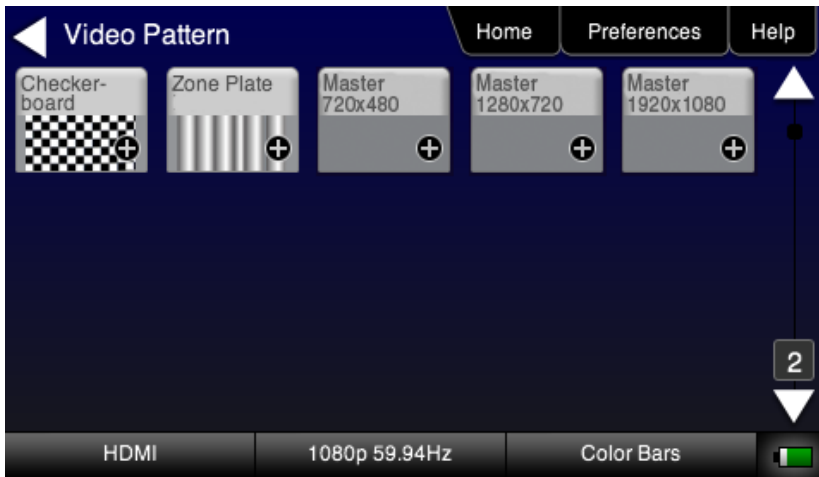 Video Pattern
Home
Preferences
Help
Checker-
board
Zone Plate
Master
720x480
Master
1280x720
Master
1920x1080
2
HDMI
1080p 59.94Hz
Color Bars